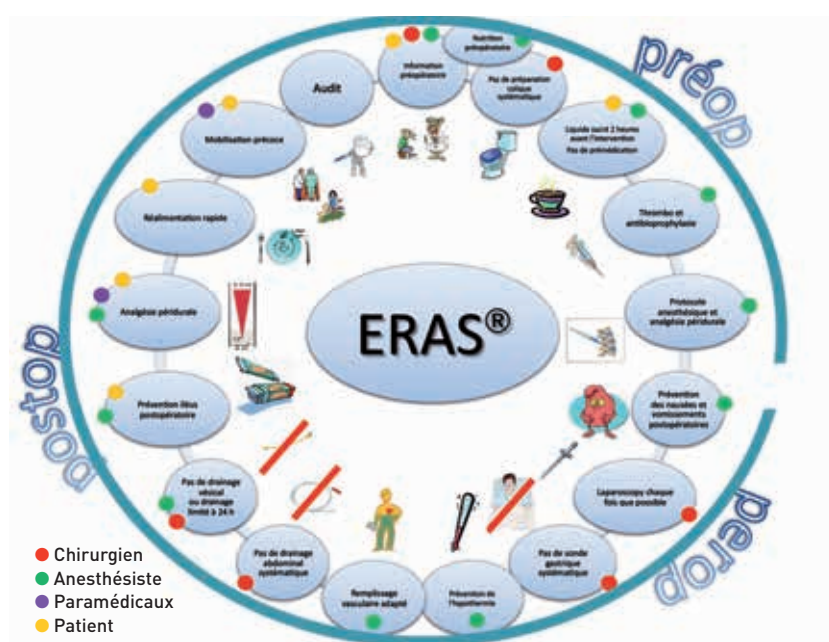 Nutrition
préopératoire
Information
préopératoire
Audit
Pas de préparation
colique
systématique
préop
Mobilisation précoce
Liquide sucré 2 heures
avant l'intervention
Pas de prémédication
Réalimentation rapide
Thrombo et
antibioprophylaxie
Analgésie péridurale
ERAS®
Protocole
anesthésique et
analgésie péridurale
postop
Prévention iléus
postopératoire
Prévention
des nausées et
vomissements
postopératoires
Pas de drainage
vésical
ou drainage
limité à 24 h
Laparoscopy chaque
fois que possible
perop
Pas de drainage
abdominal
systématique
Pas de sonde
gastrique
systématique
Remplissage
vasculaire adapté
Prévention de
l'hypothermie
Chirurgien
Anesthésiste
Paramédicaux
Patient